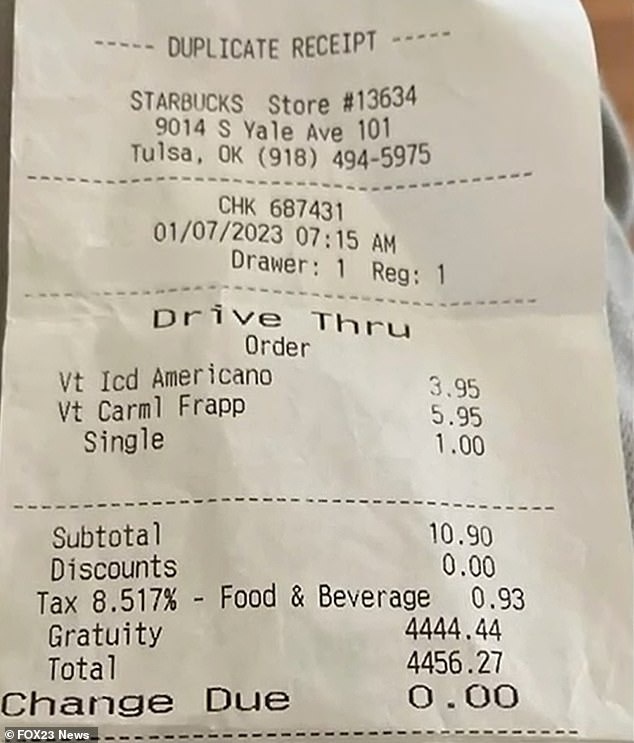 ----- DUPLICATE RECEIPT -----
STARBUCKS Store #13634
9014 S Yale Ave 101
Tulsa, OK (918) 494-5975
CHK 687431
01/07/2023 07:15 AM
Drawer: 1 Reg: 1
Drive Thru
Order
Vt Icd Americano 3.95
Vt Carml Frapp 5.95
Single 1.00
Subtotal 10.90
Discounts 0.00
Tax 8.517% - Food & Beverage 0.93
Gratuity 4444.44
Total 4456.27
Change Due 0.00
© FOX23 News